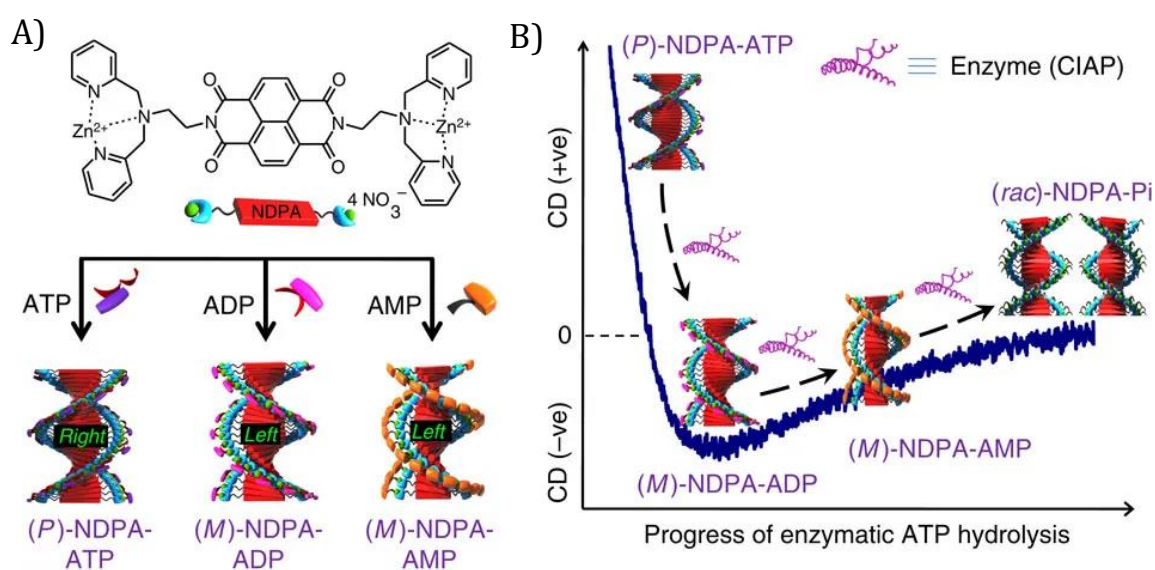 A)
N
N
N
Zn2+
O
O
N
O
O
N
N
N
N
Zn2+
NDPA
4 NO3−
ATP
ADP
AMP
Right
Left
Left
(P)-NDPA-
ATP
(M)-NDPA-
ADP
(M)-NDPA-
AMP
B)
(P)-NDPA-ATP
Enzyme (CIAP)
CD (+ve)
0
CD (−ve)
(rac)-NDPA-Pi
(M)-NDPA-AMP
(M)-NDPA-ADP
Progress of enzymatic ATP hydrolysis